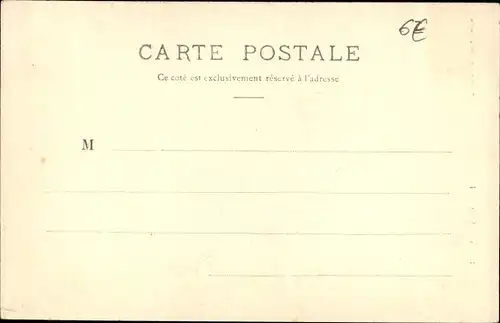 6€
CARTE POSTALE
Ce coté est exclusivement réservé à l'adresse
M